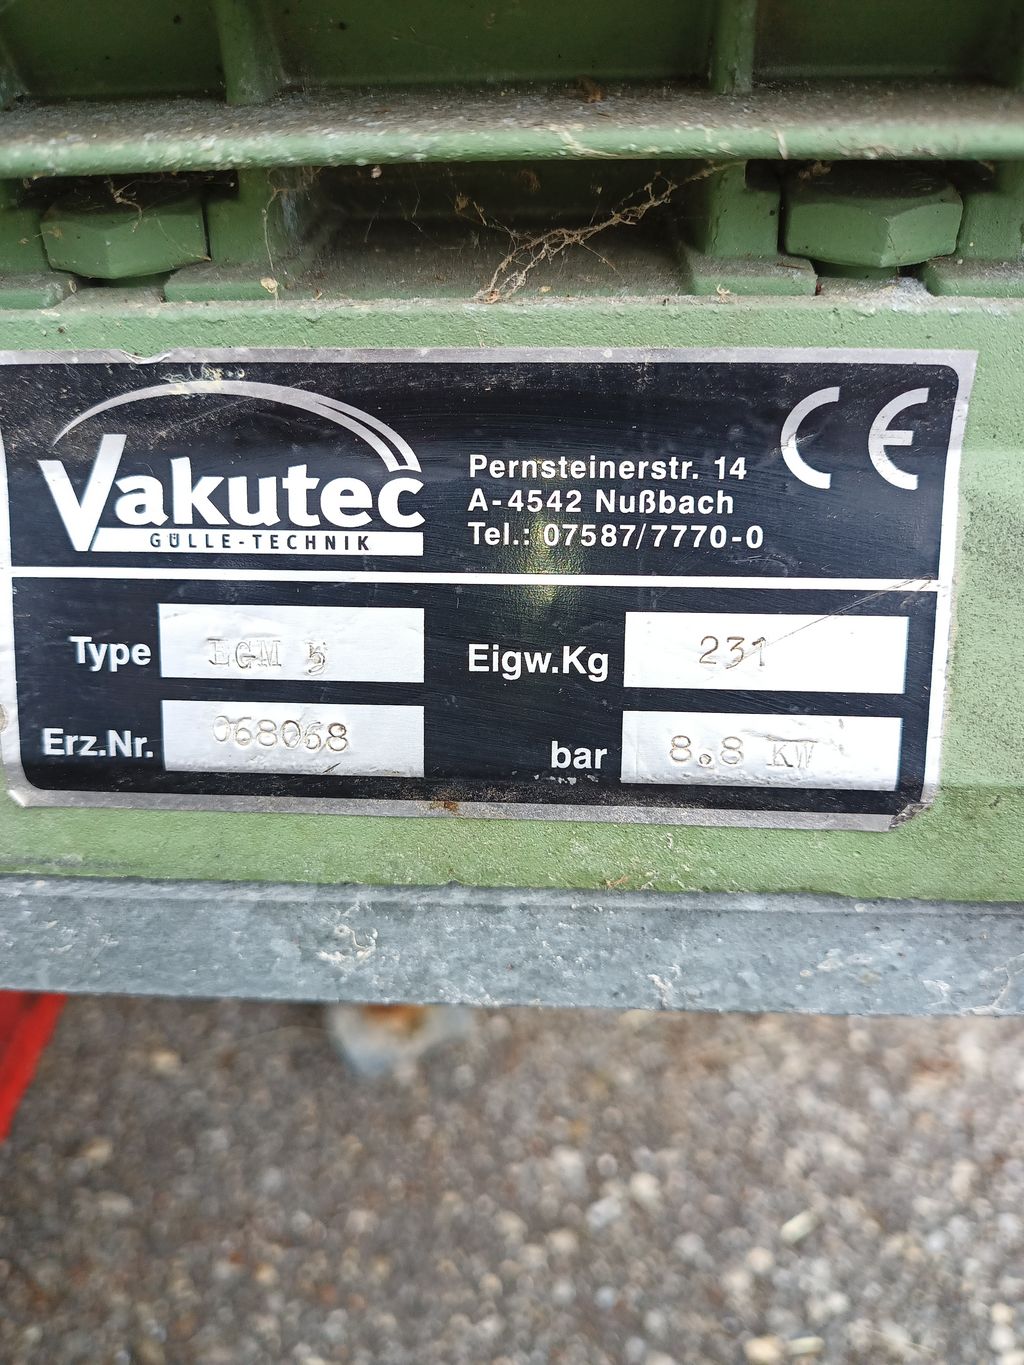 Vakutec
GÜLLE-TECHNIK
Pernsteinerstr. 14
A-4542 Nußbach
Tel.: 07587/7770-0
CE
Type EGM 5
Eigw.Kg 231
Erz.Nr. 068068
bar 8.8 KW